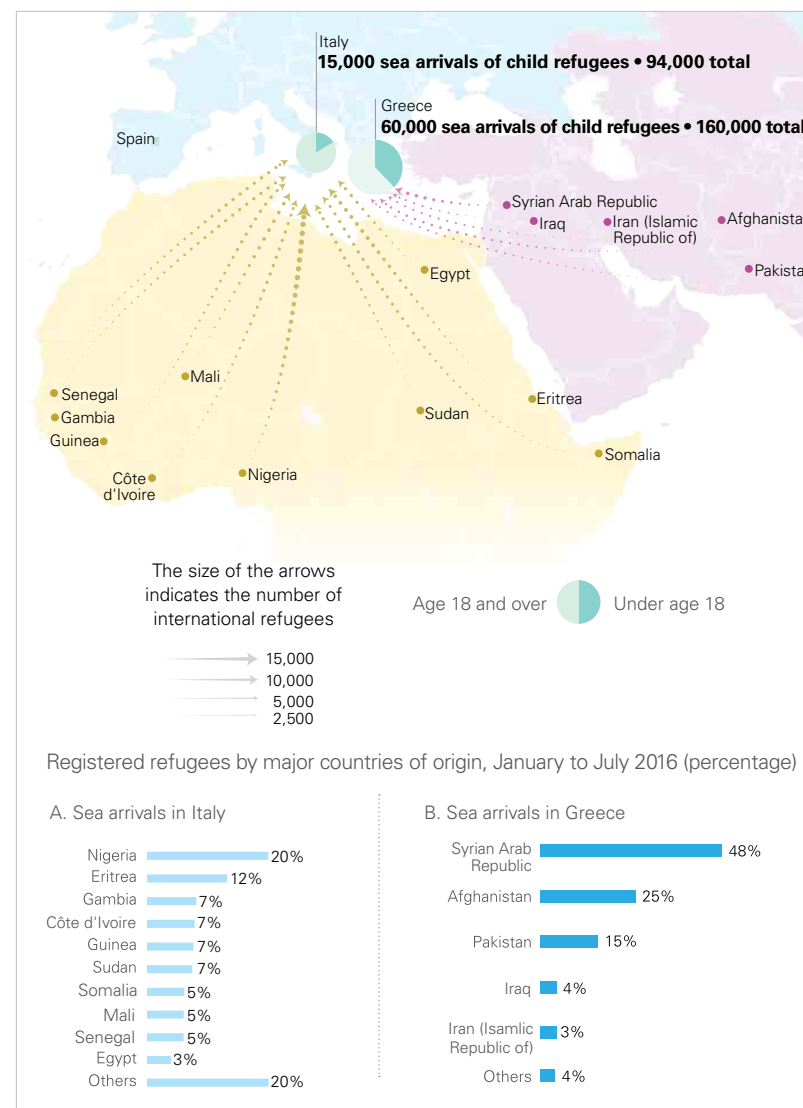 Italy
15,000 sea arrivals of child refugees • 94,000 total
Greece
60,000 sea arrivals of child refugees • 160,000 total
Spain
Syrian Arab Republic
Iraq
Iran (Islamic
Republic of)
Afghanista
Pakista
Egypt
Mali
Senegal
Gambia
Guinea
Côte
d'Ivoire
Nigeria
Sudan
Eritrea
Somalia
The size of the arrows
indicates the number of
international refugees
15,000
10,000
5,000
2,500
Age 18 and over
Under age 18
Registered refugees by major countries of origin, January to July 2016 (percentage)
A. Sea arrivals in Italy
Nigeria 20%
Eritrea 12%
Gambia 7%
Côte d'Ivoire 7%
Guinea 7%
Sudan 7%
Somalia 5%
Mali 5%
Senegal 5%
Egypt 3%
Others 20%
B. Sea arrivals in Greece
Syrian Arab
Republic 48%
Afghanistan 25%
Pakistan 15%
Iraq 4%
Iran (Isamlic
Republic of) 3%
Others 4%